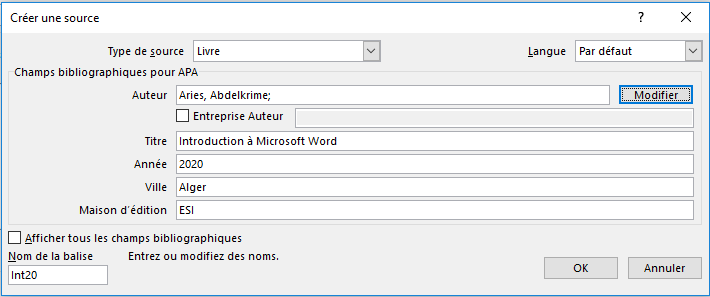 Créer une source
? ×
Type de source Livre Langue Par défaut
Champs bibliographiques pour APA
Auteur Aries, Abdelkrime; Modifier
Entreprise Auteur
Titre Introduction à Microsoft Word
Année 2020
Ville Alger
Maison d'édition ESI
Afficher tous les champs bibliographiques
Nom de la balise Entrez ou modifiez des noms.
Int20 OK Annuler